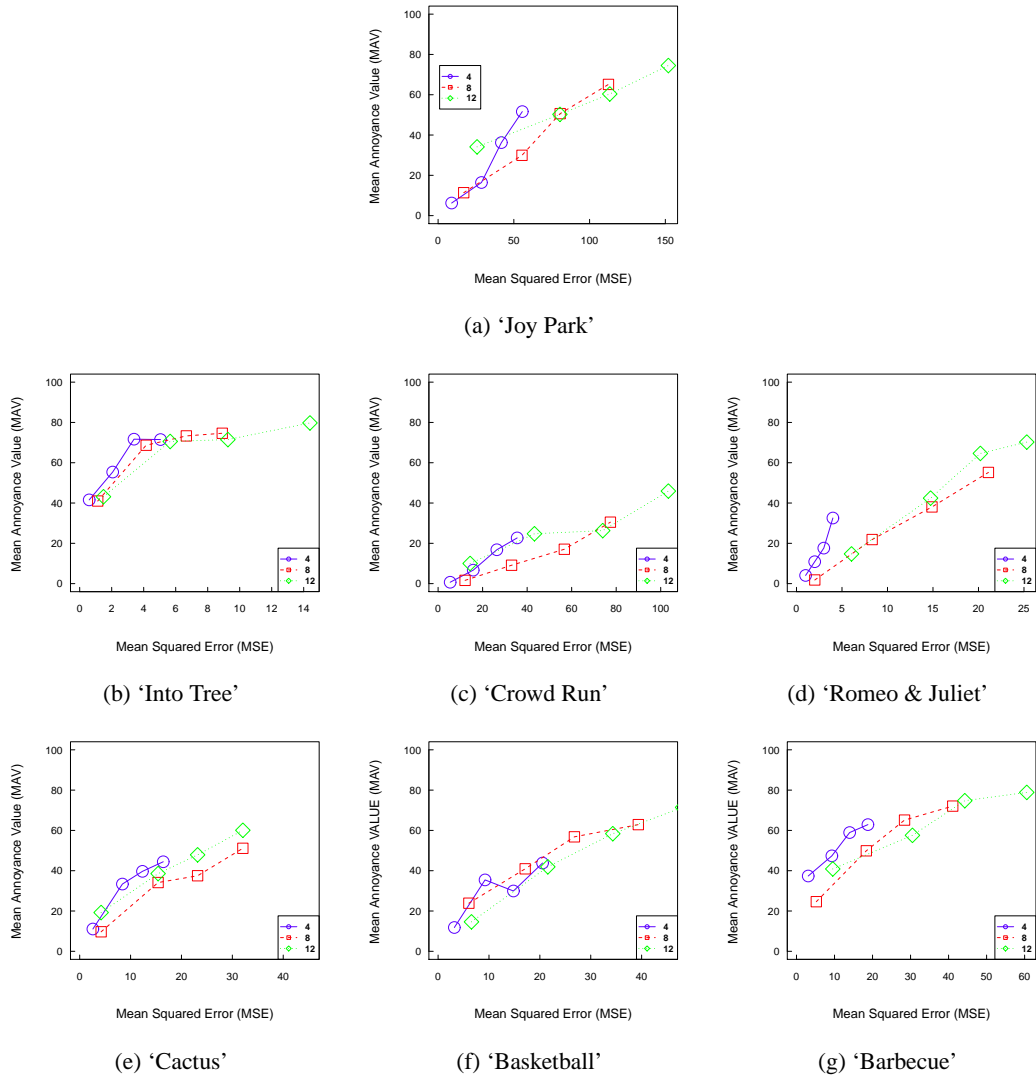 100
80
60
40
20
0
Mean Annoyance Value (MAV)
4
8
12
0 50 100 150
Mean Squared Error (MSE)
(a) ‘Joy Park’
100
80
60
40
20
0
Mean Annoyance Value (MAV)
4
8
12
0 2 4 6 8 10 12 14
Mean Squared Error (MSE)
(b) ‘Into Tree’
100
80
60
40
20
0
Mean Annoyance Value (MAV)
4
8
12
0 20 40 60 80 100
Mean Squared Error (MSE)
(c) ‘Crowd Run’
100
80
60
40
20
0
Mean Annoyance Value (MAV)
4
8
12
0 5 10 15 20 25
Mean Squared Error (MSE)
(d) ‘Romeo & Juliet’
100
80
60
40
20
0
Mean Annoyance Value (MAV)
4
8
12
0 10 20 30 40
Mean Squared Error (MSE)
(e) ‘Cactus’
100
80
60
40
20
0
Mean Annoyance VALUE (MAV)
4
8
12
0 10 20 30 40
Mean Squared Error (MSE)
(f) ‘Basketball’
100
80
60
40
20
0
Mean Annoyance VALUE (MAV)
4
8
12
0 10 20 30 40 50 60
Mean Squared Error (MSE)
(g) ‘Barbecue’